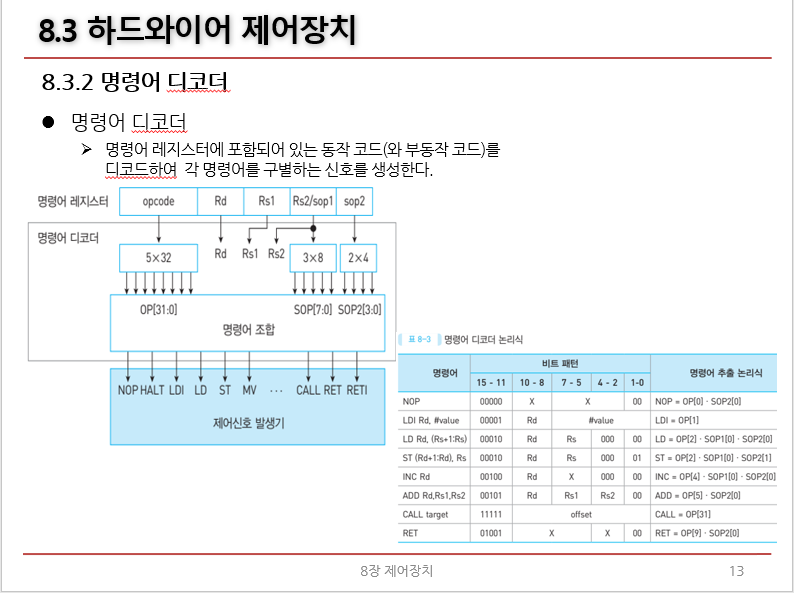 8.3 하드와이어 제어장치
8.3.2 명령어 디코더
● 명령어 디코더
➢ 명령어 레지스터에 포함되어 있는 동작 코드(와 부동작 코드)를
디코드하여 각 명령어를 구별하는 신호를 생성한다.
명령어 레지스터 opcode Rd Rs1 Rs2/sop1 sop2
명령어 디코더
Rd Rs1 Rs2
5×32 3×8 2×4
OP[31:0] SOP[7:0] SOP2[3:0]
명령어 조합
NOP HALT LDI LD ST MV ··· CALL RET RETI
제어신호 발생기
표 8-3 명령어 디코더 논리식
명령어 비트 패턴 명령어 추출 논리식
15 - 11 10 - 8 7 - 5 4 - 2 1-0
NOP 00000 X X 00 NOP = OP[0] · SOP2[0]
LDI Rd, #value 00001 Rd #value LDI = OP[1]
LD Rd, (Rs+1:Rs) 00010 Rd Rs 000 00 LD = OP[2] · SOP1[0] · SOP2[0]
ST (Rd+1:Rd), Rs 00010 Rd Rs 000 01 ST = OP[2] · SOP1[0] · SOP2[1]
INC Rd 00100 Rd X 000 00 INC = OP[4] · SOP1[0] · SOP2[0]
ADD Rd,Rs1,Rs2 00101 Rd Rs1 Rs2 00 ADD = OP[5] · SOP2[0]
CALL target 11111 offset CALL = OP[31]
RET 01001 X X 00 RET = OP[9] · SOP2[0]
8장 제어장치
13